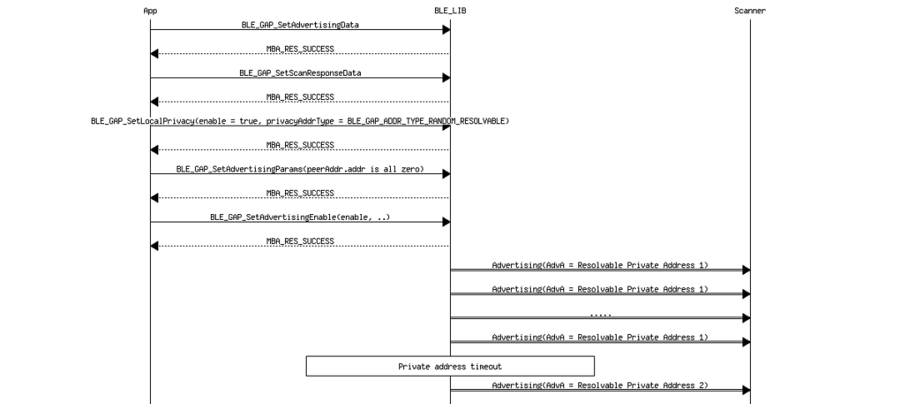 App BLE_LIB Scanner
BLE_GAP_SetAdvertisingData
MBA_RES_SUCCESS
BLE_GAP_SetScanResponseData
MBA_RES_SUCCESS
BLE_GAP_SetLocalPrivacy(enable = true, privacyAddrType = BLE_GAP_ADDR_TYPE_RANDOM_RESOLVABLE)
MBA_RES_SUCCESS
BLE_GAP_SetAdvertisingParams(peerAddr.addr is all zero)
MBA_RES_SUCCESS
BLE_GAP_SetAdvertisingEnable(enable, ..)
MBA_RES_SUCCESS
Advertising(AdvA = Resolvable Private Address 1)
Advertising(AdvA = Resolvable Private Address 1)
.....
Advertising(AdvA = Resolvable Private Address 1)
Private address timeout
Advertising(AdvA = Resolvable Private Address 2)